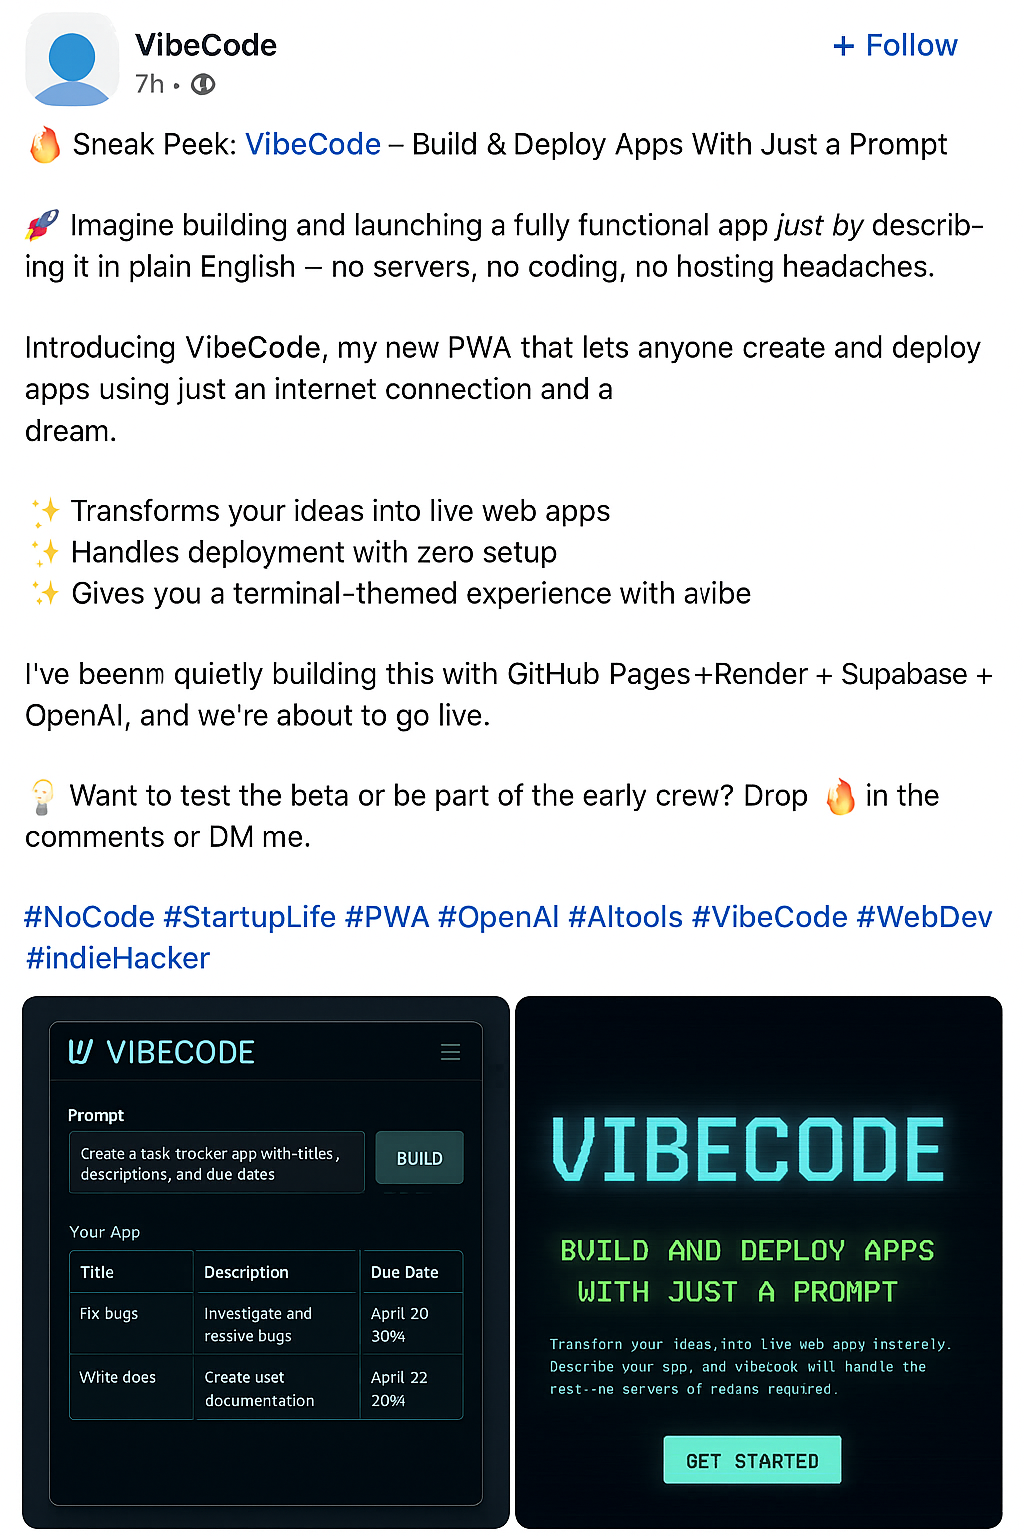 VibeCode
+ Follow
7h •
🔥 Sneak Peek: VibeCode – Build & Deploy Apps With Just a Prompt
🚀 Imagine building and launching a fully functional app just by describ-
ing it in plain English – no servers, no coding, no hosting headaches.
Introducing VibeCode, my new PWA that lets anyone create and deploy
apps using just an internet connection and a
dream.
✨ Transforms your ideas into live web apps
✨ Handles deployment with zero setup
✨ Gives you a terminal-themed experience with avibe
I've beenm quietly building this with GitHub Pages+Render + Supabase +
OpenAI, and we're about to go live.
Want to test the beta or be part of the early crew? Drop 🔥 in the
comments or DM me.
#NoCode #StartupLife #PWA #OpenAl #Altools #VibeCode #WebDev
#indieHacker
VIBECODE
Prompt
Create a task trocker app with-titles,
descriptions, and due dates
BUILD
Your App
Title Description Due Date
Fix bugs Investigate and April 20
ressive bugs 30%
White does Create uset April 22
documentation 20%
VIBECODE
BUILD AND DEPLOY APPS
WITH JUST A PROMPT
Transforn your ideas,into live web appy insterely.
Describe your spp, and vibetook will handle the
rest--ne servers of redans required.
GET STARTED